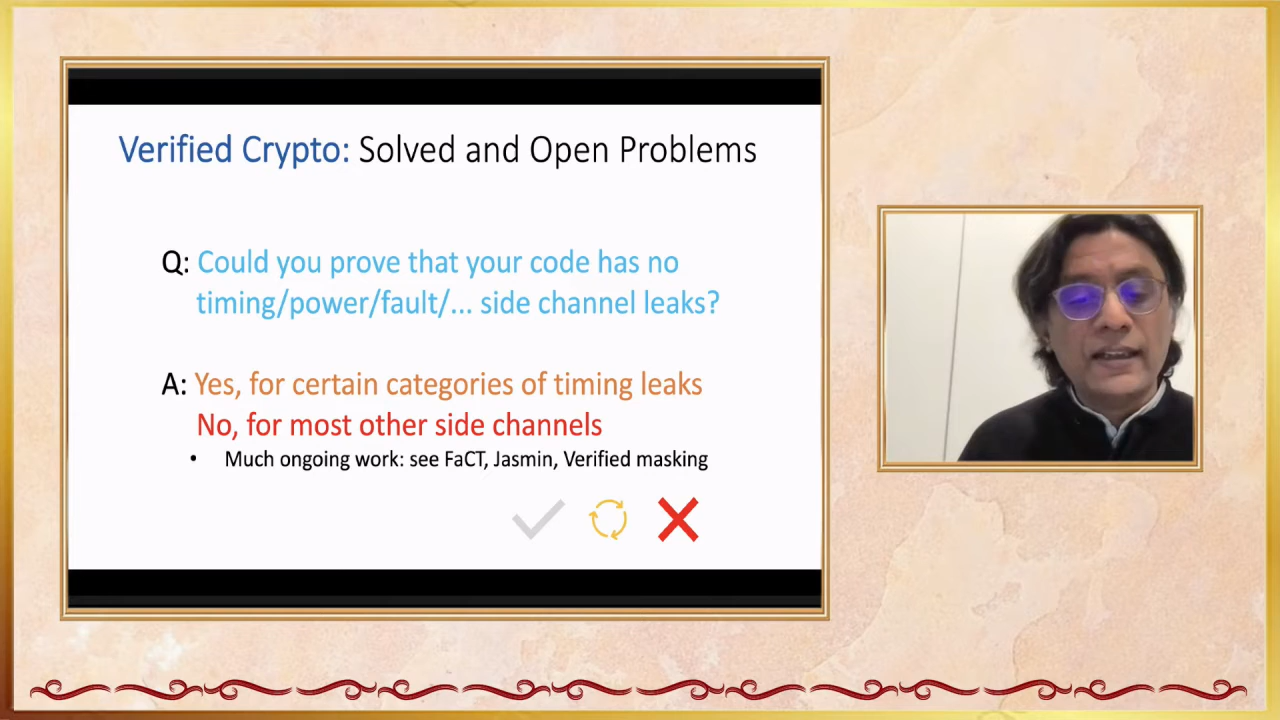 Verified Crypto: Solved and Open Problems
Q: Could you prove that your code has no
timing/power/fault/... side channel leaks?
A: Yes, for certain categories of timing leaks
No, for most other side channels
• Much ongoing work: see FaCT, Jasmin, Verified masking